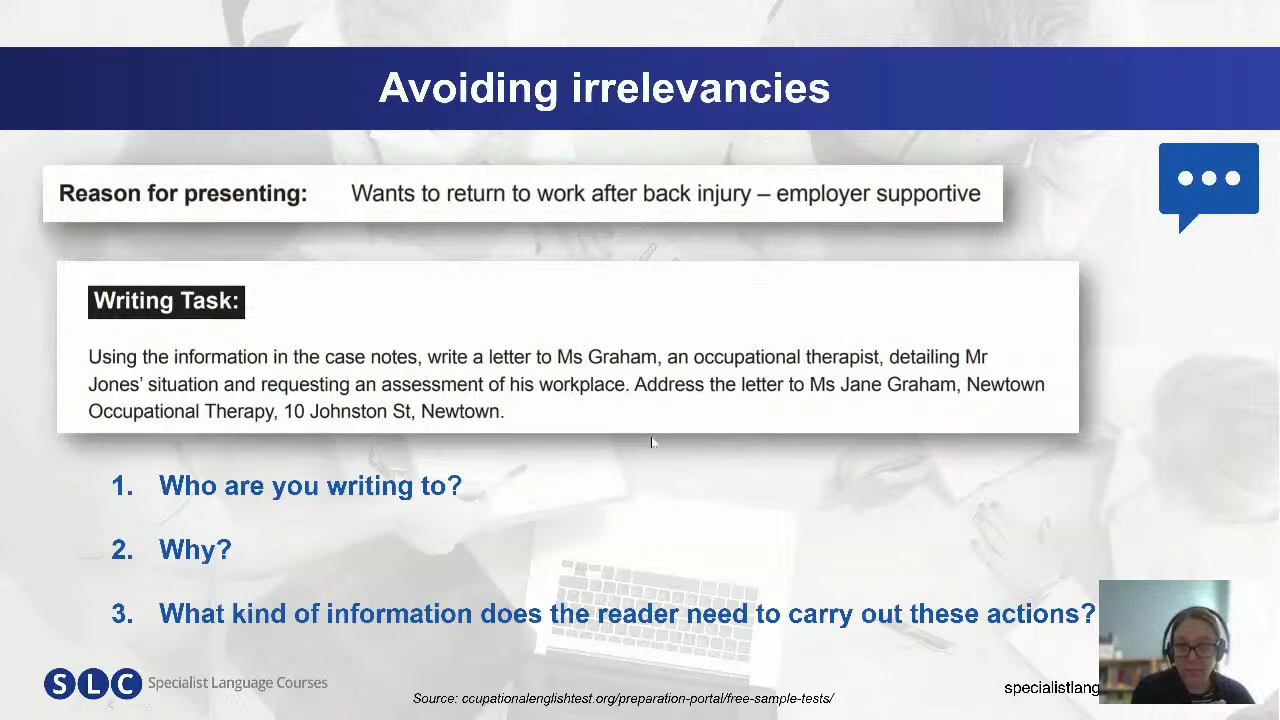 Avoiding irrelevancies
Reason for presenting: Wants to return to work after back injury – employer supportive
Writing Task:
Using the information in the case notes, write a letter to Ms Graham, an occupational therapist, detailing Mr
Jones’ situation and requesting an assessment of his workplace. Address the letter to Ms Jane Graham, Newtown
Occupational Therapy, 10 Johnston St, Newtown.
1. Who are you writing to?
2. Why?
3. What kind of information does the reader need to carry out these actions?
SLC Specialist Language Courses
Source: ccupationalenglishtest.org/preparation-portal/free-sample-tests/
specialistlang